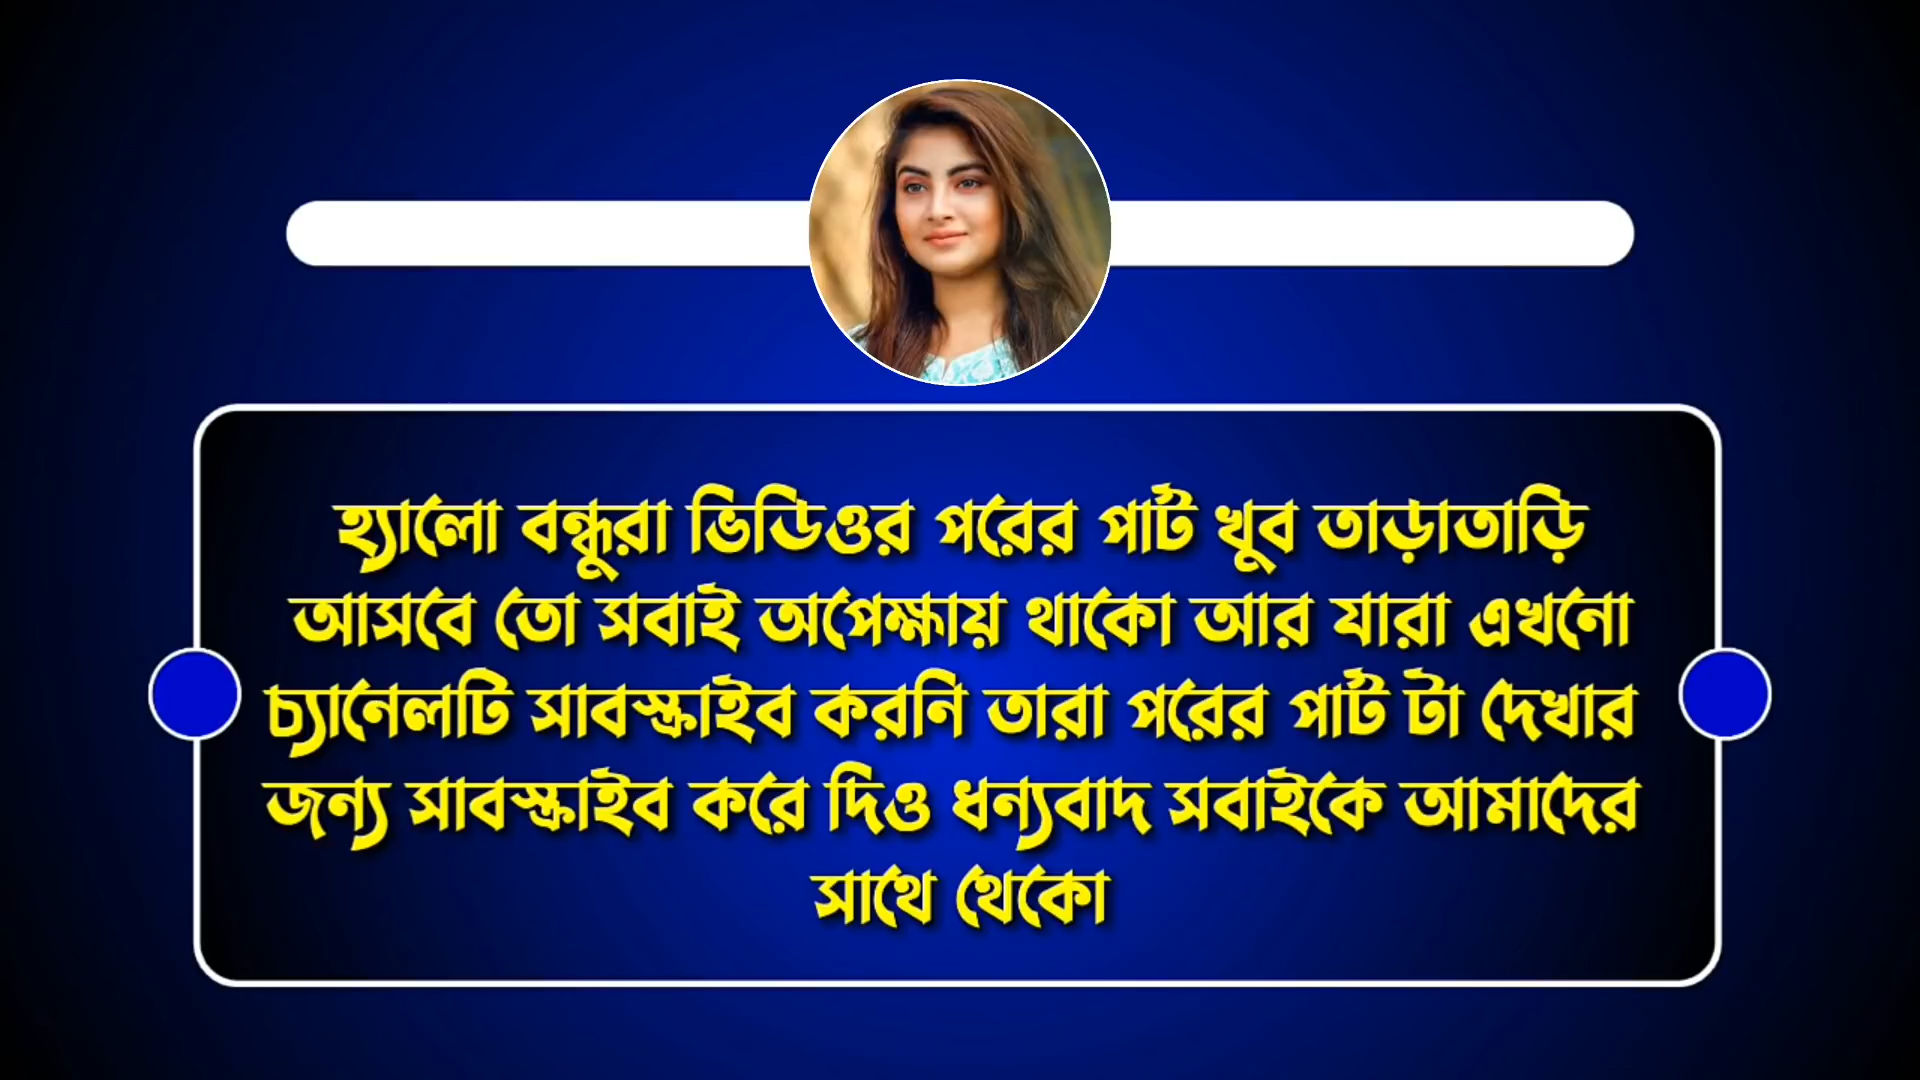 হ্যালো বন্ধুরা ভিডিওর পরের পার্ট খুব তাড়াতাড়ি
আসবে তো সবাই অপেক্ষায় থাকো আর যারা এখনো
চ্যানেলটি সাবস্ক্রাইব করনি তারা পরের পার্ট টা দেখার
জন্য সাবস্ক্রাইব করে দিও ধন্যবাদ সবাইকে আমাদের
সাথে থেকো